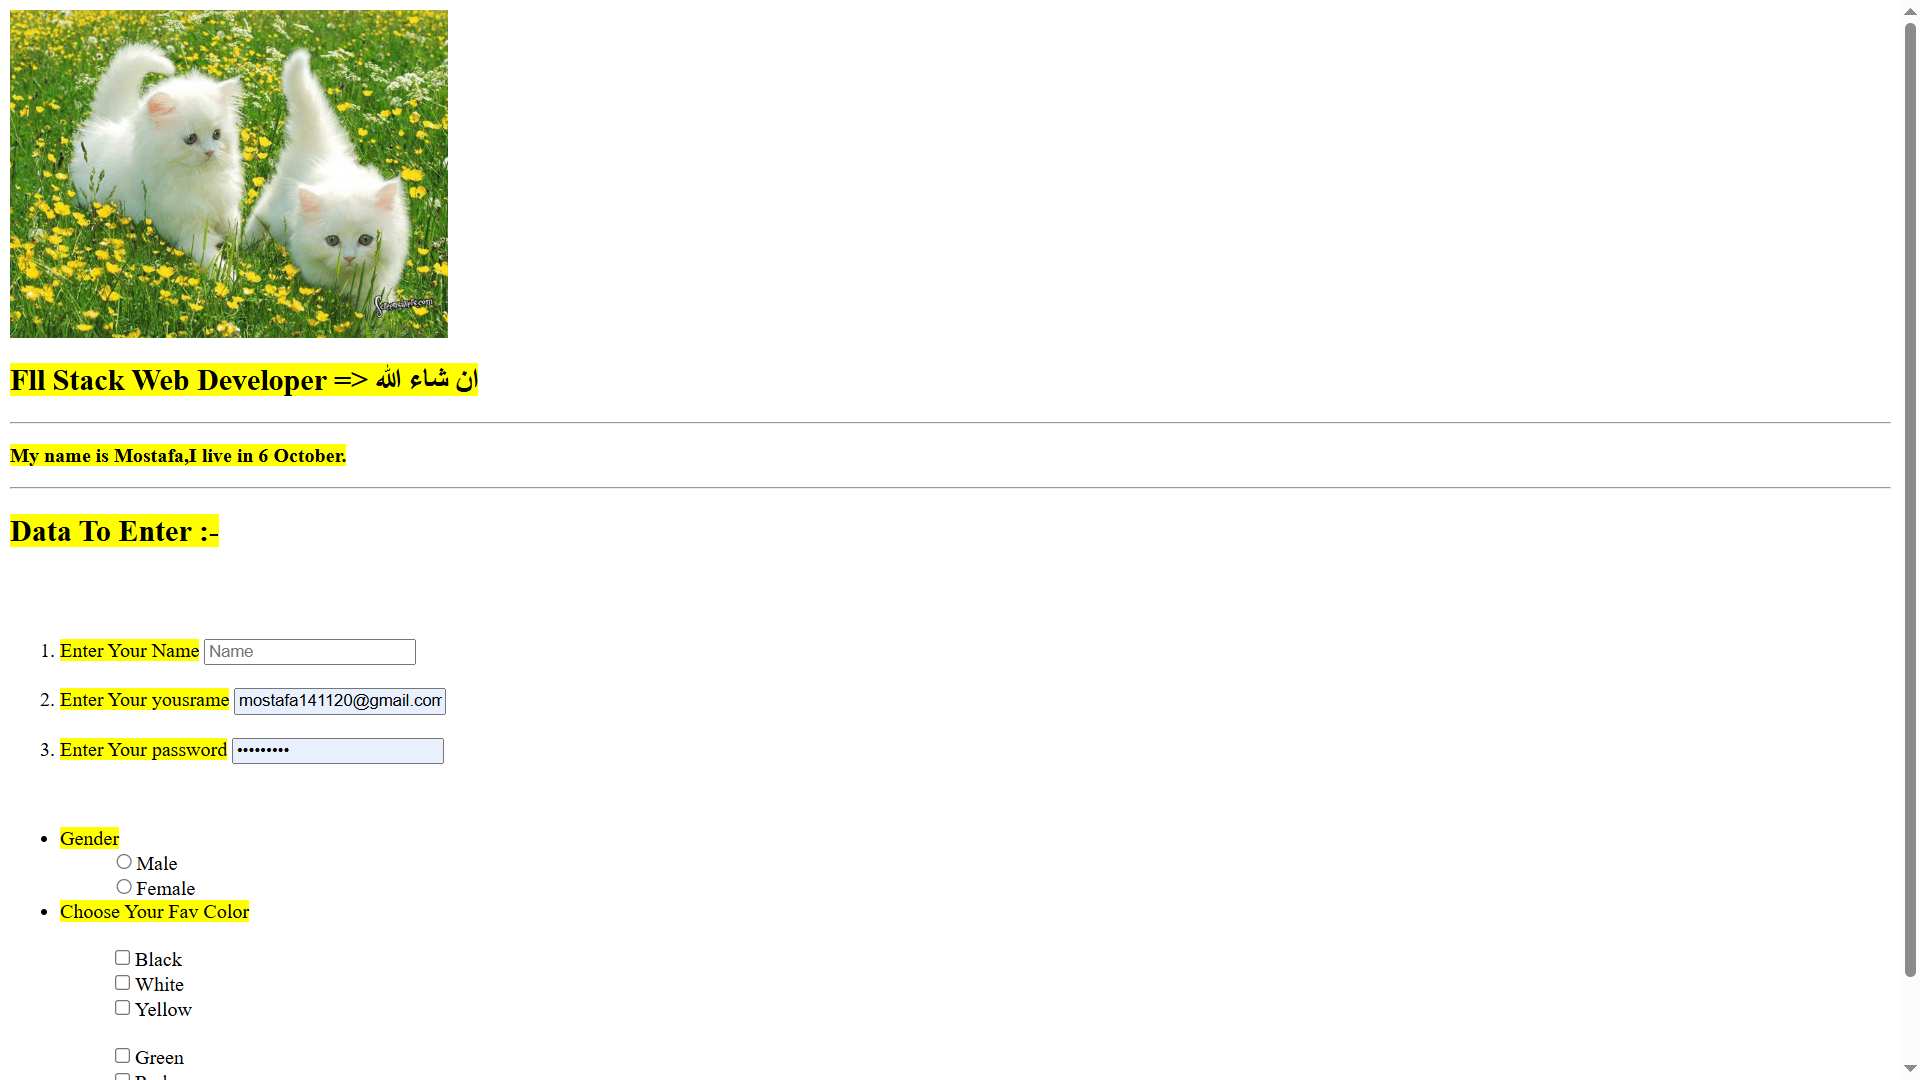 Fll Stack Web Developer => ان شاء الله
My name is Mostafa,I live in 6 October.
Data To Enter :-
1. Enter Your Name Name
2. Enter Your yousrame mostafa141120@gmail.com
3. Enter Your password •••••••••
• Gender
Male
Female
• Choose Your Fav Color
Black
White
Yellow
Green